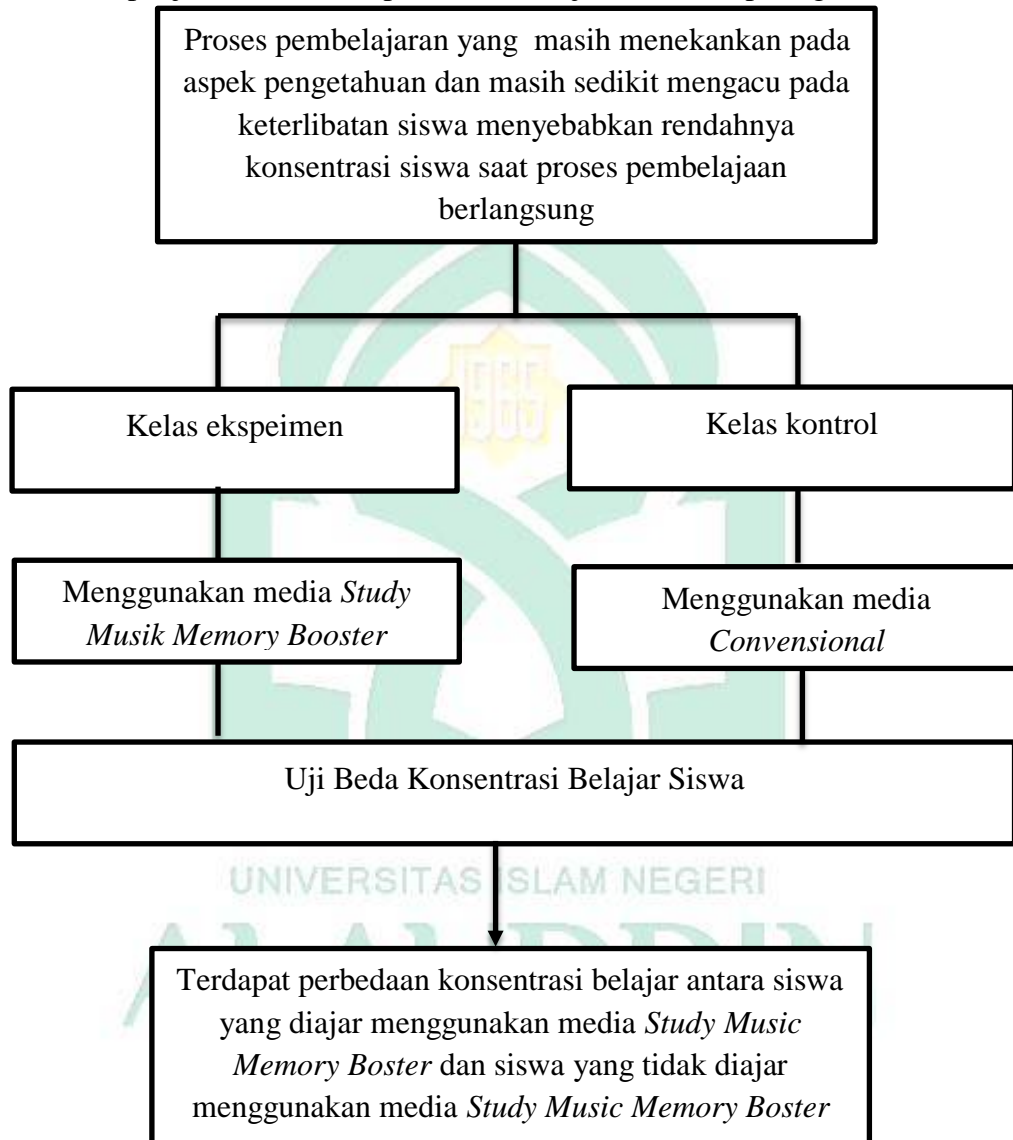 Proses pembelajaran yang masih menekankan pada
aspek pengetahuan dan masih sedikit mengacu pada
keterlibatan siswa menyebabkan rendahnya
konsentrasi siswa saat proses pembelajaan
berlangsung
Kelas ekspeimen
Kelas kontrol
Menggunakan media Study
Musik Memory Booster
Menggunakan media
Convensional
Uji Beda Konsentrasi Belajar Siswa
UNIVERSITAS ISLAM NEGERI
Terdapat perbedaan konsentrasi belajar antara siswa
yang diajar menggunakan media Study Music
Memory Boster dan siswa yang tidak diajar
menggunakan media Study Music Memory Boster